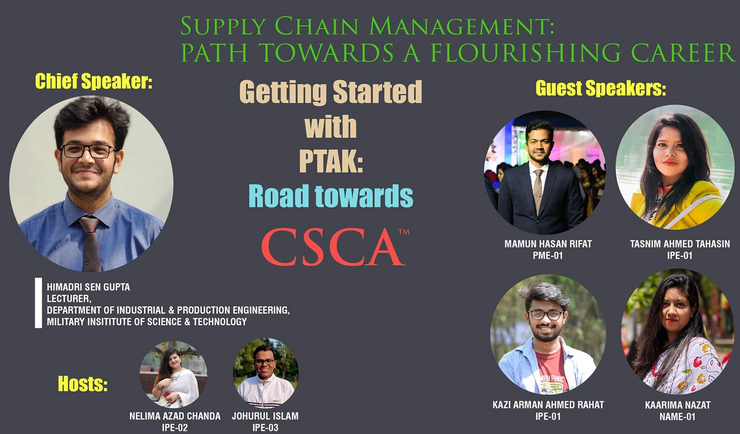 Supply Chain Management:
PATH TOWARDS A FLOURISHING CAREER
Chief Speaker:
Getting Started
with
PTAK:
Road towards
CSCA™
Guest Speakers:
HIMADRI SEN GUPTA
LECTURER,
DEPARTMENT OF INDUSTRIAL & PRODUCTION ENGINEERING,
MILITARY INSITITUTE OF SCIENCE & TECHNOLOGY
MAMUN HASAN RIFAT
PME-01
TASNIM AHMED TAHASIN
IPE-01
KAZI ARMAN AHMED RAHAT
IPE-01
KAARIMA NAZAT
NAME-01
Hosts:
NELIMA AZAD CHANDA
IPE-02
JOHURUL ISLAM
IPE-03